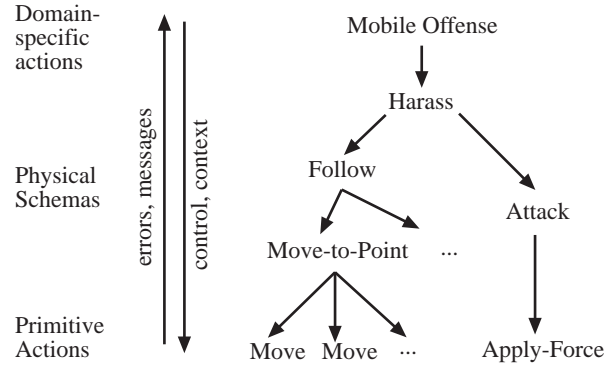 Domain-
specific
actions
Mobile Offense
Harass
errors, messages
control, context
Physical
Schemas
Follow
Attack
Move-to-Point
...
Primitive
Actions
Move
Move
...
Apply-Force